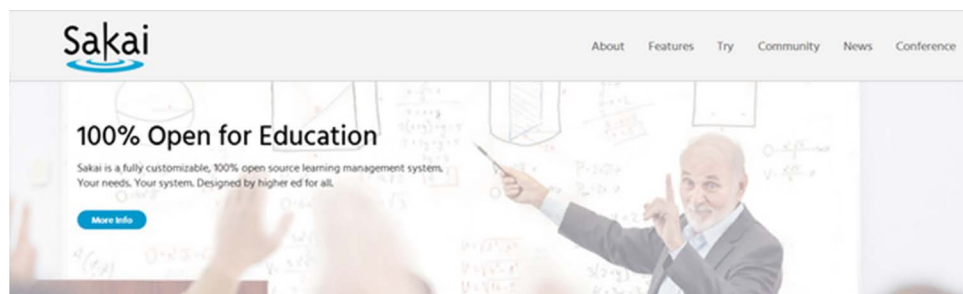 Sakai
About Features Try Community News Conference
100% Open for Education
Sakai is a fully customizable, 100% open source learning management system.
Your needs. Your system. Designed by higher ed for all.
More Info